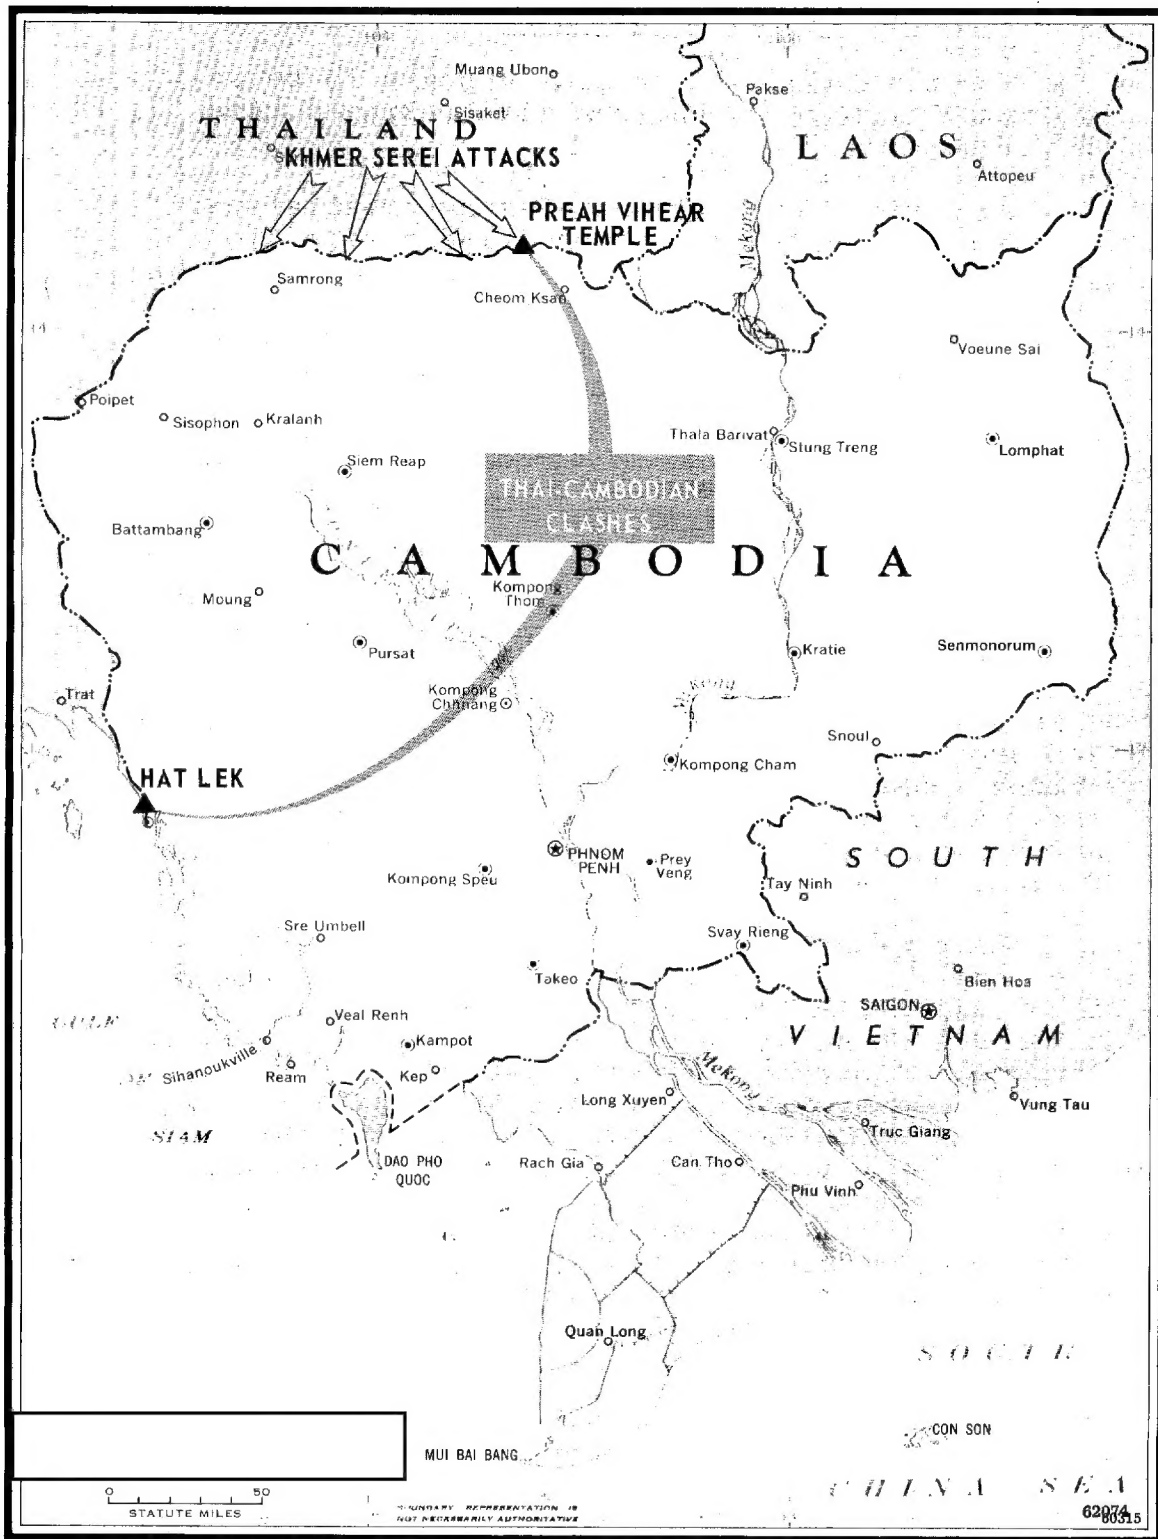 Muang Ubon
Sisaket
Pakse
THAILAND
LAOS
KHMER SEREI ATTACKS
Attopeu
PREAH VIHEAR
TEMPLE
Mekong
Samrong
Cheom Ksan
14
Voeune Sai
Poipet
Sisophon
Kralanh
Thala Barivat
Stung Treng
Lomphat
Siem Reap
THAI-CAMBODIAN
CLASHES
Battambang
CAMBODIA
Kompong
Thom
Moung
Pursat
Kratie
Senmonorum
Trat
Kompong
Chhnang
Snoul
HAT LEK
Kompong Cham
PHNOM
PENH
Prey
Veng
SOUTH
Kompong Speu
Tay Ninh
Sre Umbell
Svay Rieng
Takeo
Bien Hoa
SAIGON
GULF
Veal Renh
VIETNAM
Sihanoukville
Kampot
Ream
Kep
Mekong
Long Xuyen
Vung Tau
SIAM
Truc Giang
DAO PHO
QUOC
Rach Gia
Can Tho
Phu Vinh
Quan Long
SOUTH
CON SON
MUI BAI BANG
CHINA SEA
0 50
STATUTE MILES
BOUNDARY REPRESENTATION IS
NOT NECESSARILY AUTHORITATIVE
62074
80315